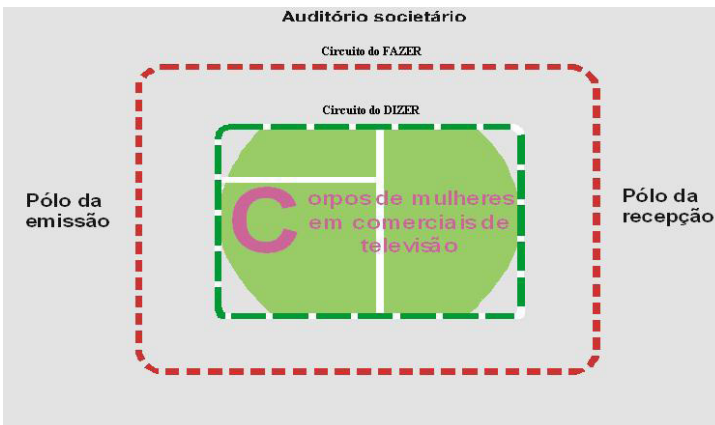 Auditório societário
Circuito do FAZER
Circuito do DIZER
Pólo da
emissão
Corpos de mulheres
em comerciais de
televisão
Pólo da
recepção